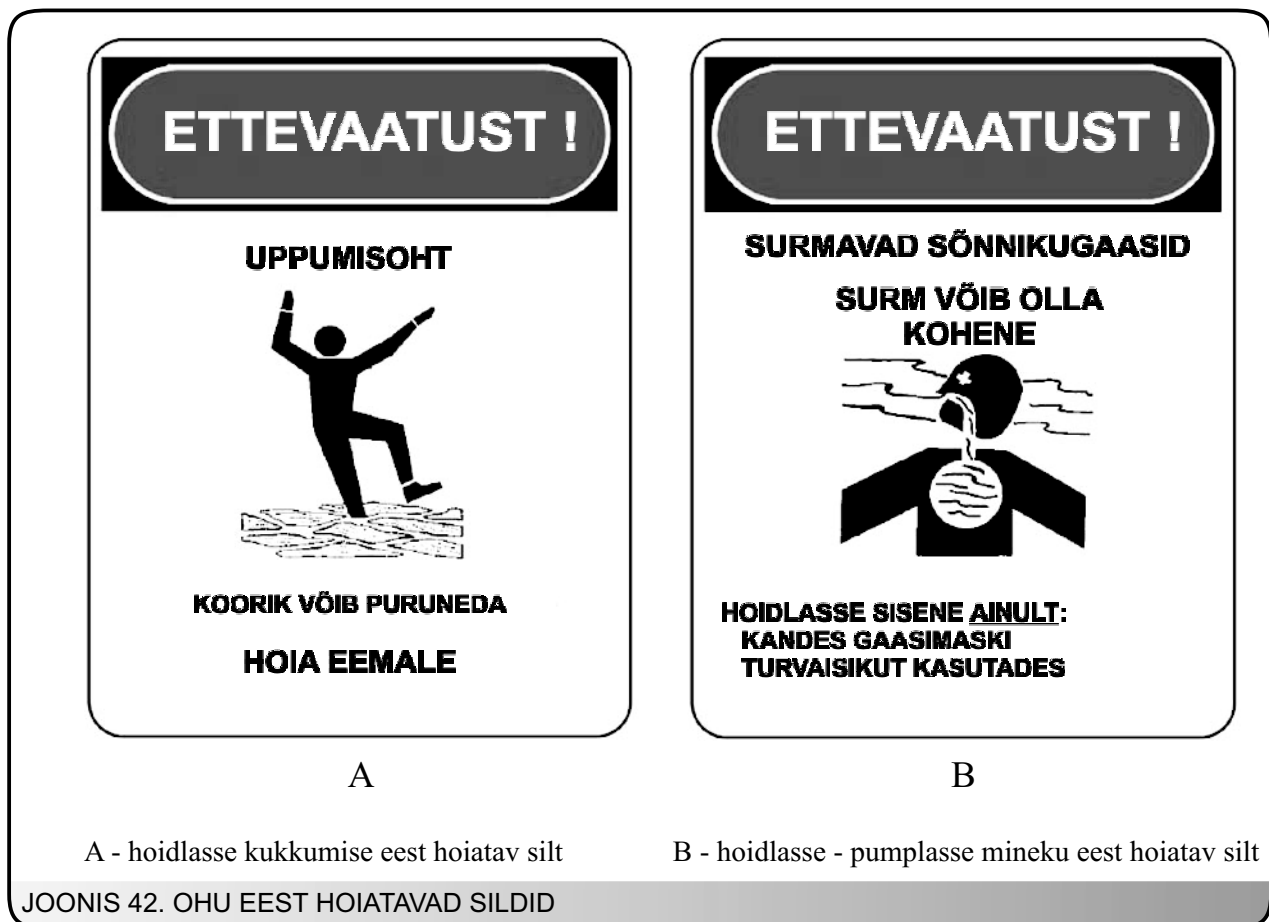 ETTEVAATUST !
UPPUMISOHT
KOORIK VÕIB PURUNEDA
HOIA EEMALE
A
ETTEVAATUST !
SURMAVAD SÕNNIKUGAASID
SURM VÕIB OLLA
KOHENE
HOIDLASSE SISENE AINULT:
KANDES GAASIMASKI
TURVAISIKUT KASUTADES
B
A - hoidlasse kukkumise eest hoiatav silt
B - hoidlasse - pumplasse mineku eest hoiatav silt
JOONIS 42. OHU EEST HOIATAVAD SILDID